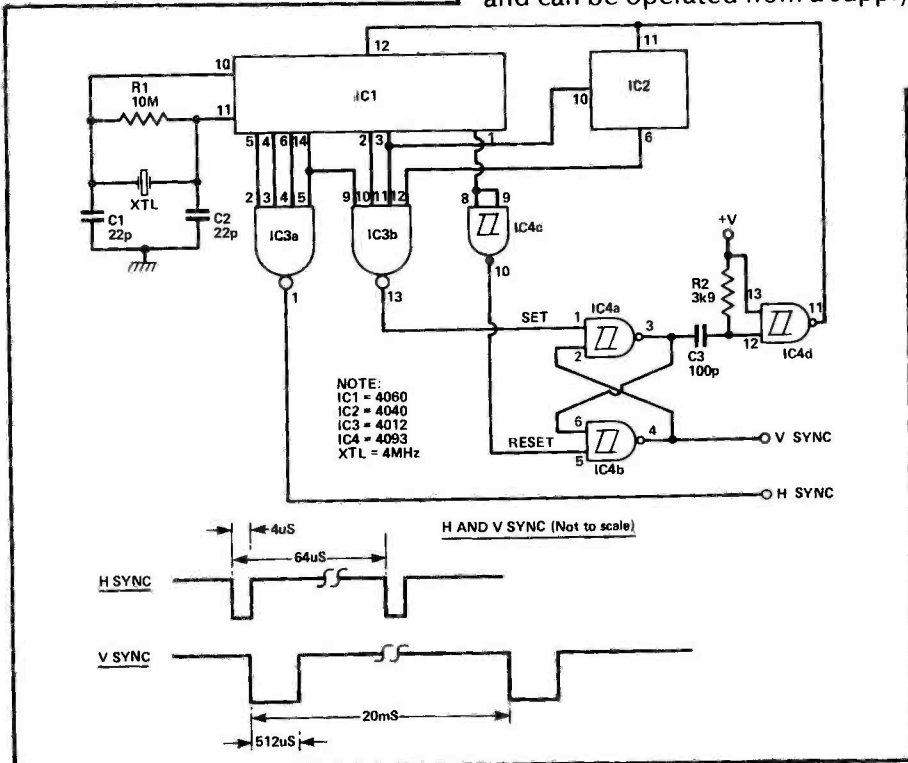 and can be operated from a supply
12
11
10
IC1
IC2
R1
10M
11
10
5 4 6 14
2 3
1
6
XTL
2 3 4 5
9 10 11 12
8 9
C1
22p
C2
22p
IC3a
IC3b
IC4c
+V
1
13
10
R2
3k9
13
11
IC4a
SET
1
3
12
2
C3
100p
IC4d
NOTE:
IC1 = 4060
IC2 = 4040
IC3 = 4012
IC4 = 4093
XTL = 4MHz
6
4
V SYNC
RESET
5
IC4b
H SYNC
4uS
H AND V SYNC (Not to scale)
64uS
H SYNC
V SYNC
20mS
512uS